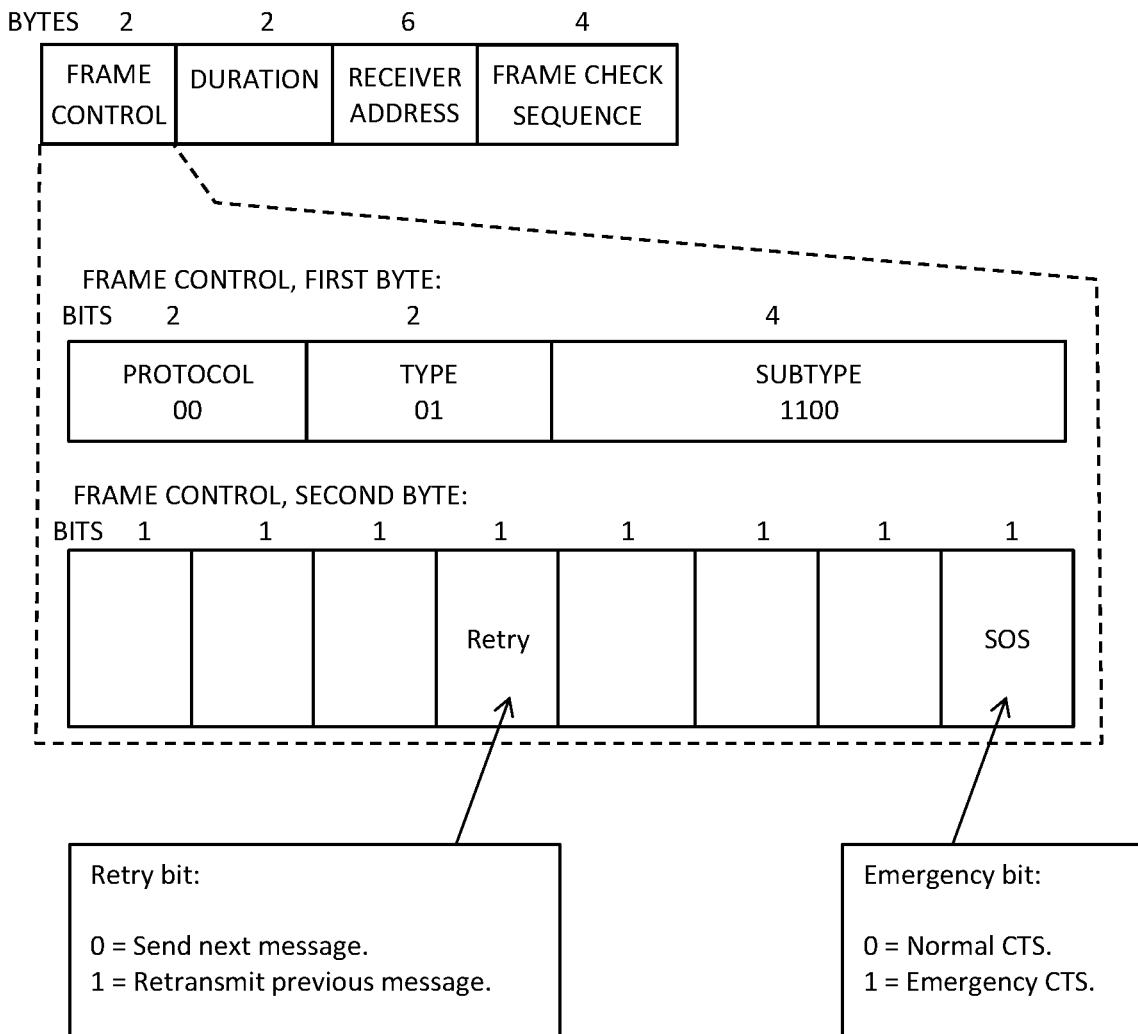 BYTES 2 2 6 4
FRAME CONTROL DURATION RECEIVER ADDRESS FRAME CHECK SEQUENCE
FRAME CONTROL, FIRST BYTE:
BITS 2 2 4
PROTOCOL TYPE SUBTYPE
00 01 1100
FRAME CONTROL, SECOND BYTE:
BITS 1 1 1 1 1 1 1 1
Retry SOS
Retry bit:
0 = Send next message.
1 = Retransmit previous message.
Emergency bit:
0 = Normal CTS.
1 = Emergency CTS.